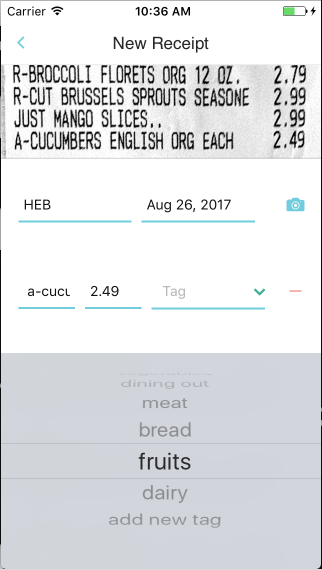 Carrier 10:36 AM
New Receipt
R-BROCCOLI FLORETS ORG 12 OZ. 2.79
R-CUT BRUSSELS SPROUTS SEASONE 2.99
JUST MANGO SLICES.. 2.99
A-CUCUMBERS ENGLISH ORG EACH 2.49
HEB Aug 26, 2017
a-cucu 2.49 Tag
dining out
meat
bread
fruits
dairy
add new tag